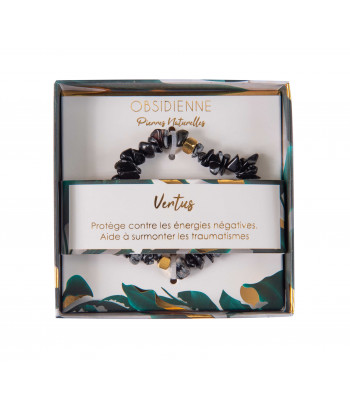 OBSIDIENNE
Pierres Naturelles
Vertus
Protège contre les énergies négatives.
Aide à surmonter les traumatismes